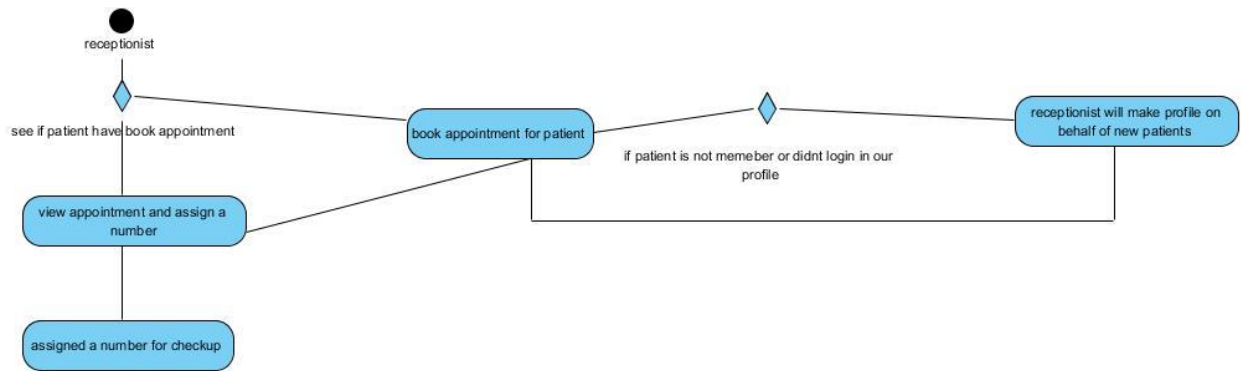 receptionist
see if patient have book appointment
book appointment for patient
if patient is not memeber or didnt login in our
profile
receptionist will make profile on
behalf of new patients
view appointment and assign a
number
assigned a number for checkup